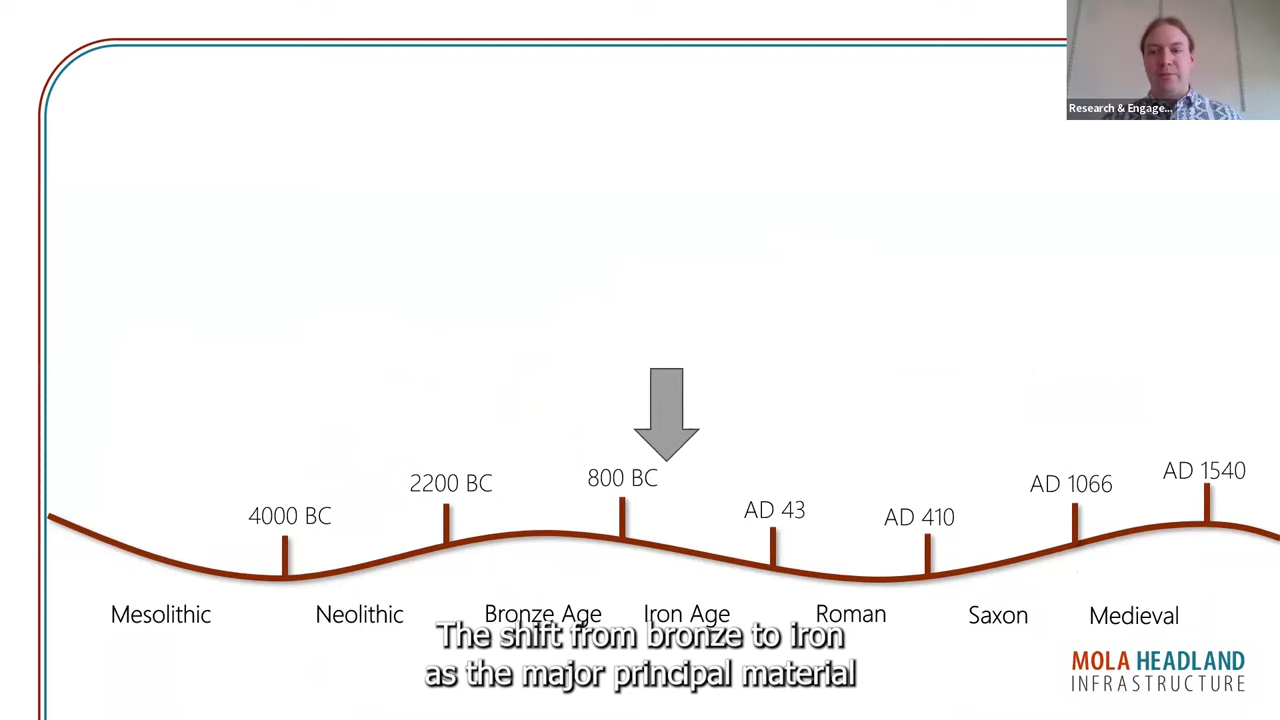 Research & Engage...
4000 BC
2200 BC
800 BC
AD 43
AD 410
AD 1066
AD 1540
Mesolithic
Neolithic
Bronze Age
Iron Age
Roman
Saxon
Medieval
The shift from bronze to iron
as the major principal material
MOLA HEADLAND
INFRASTRUCTURE